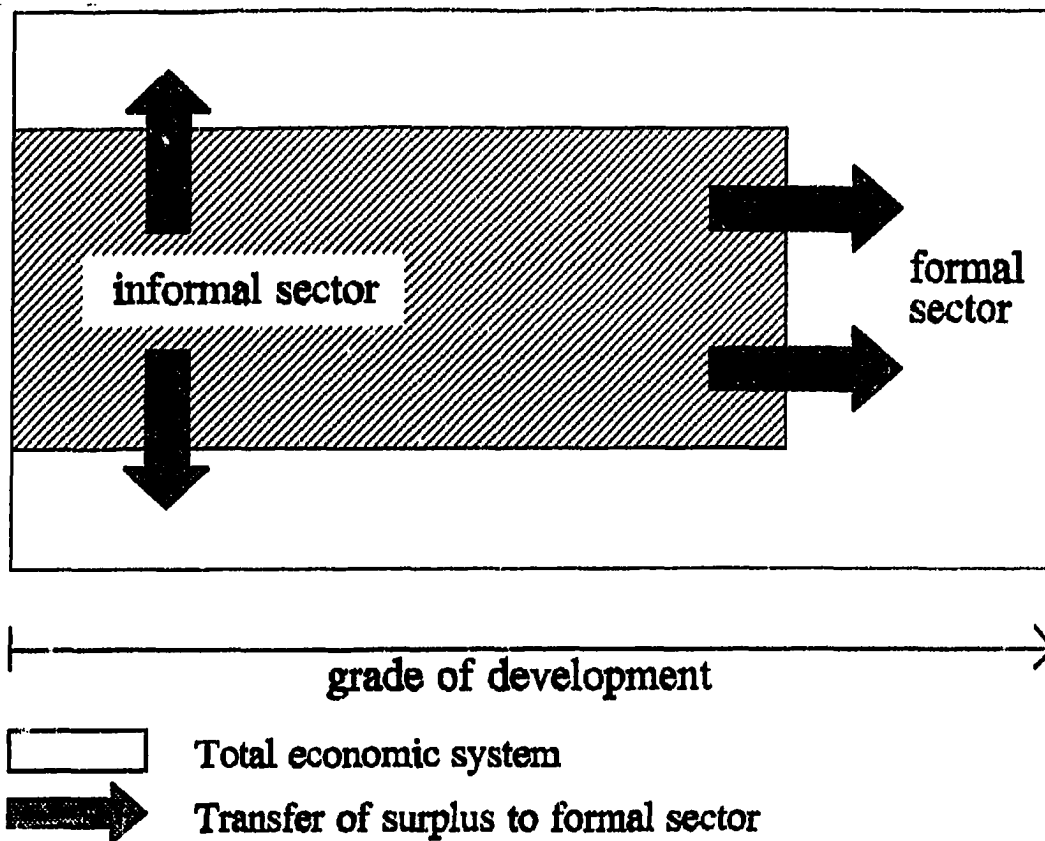 informal sector
formal
sector
grade of development
Total economic system
Transfer of surplus to formal sector